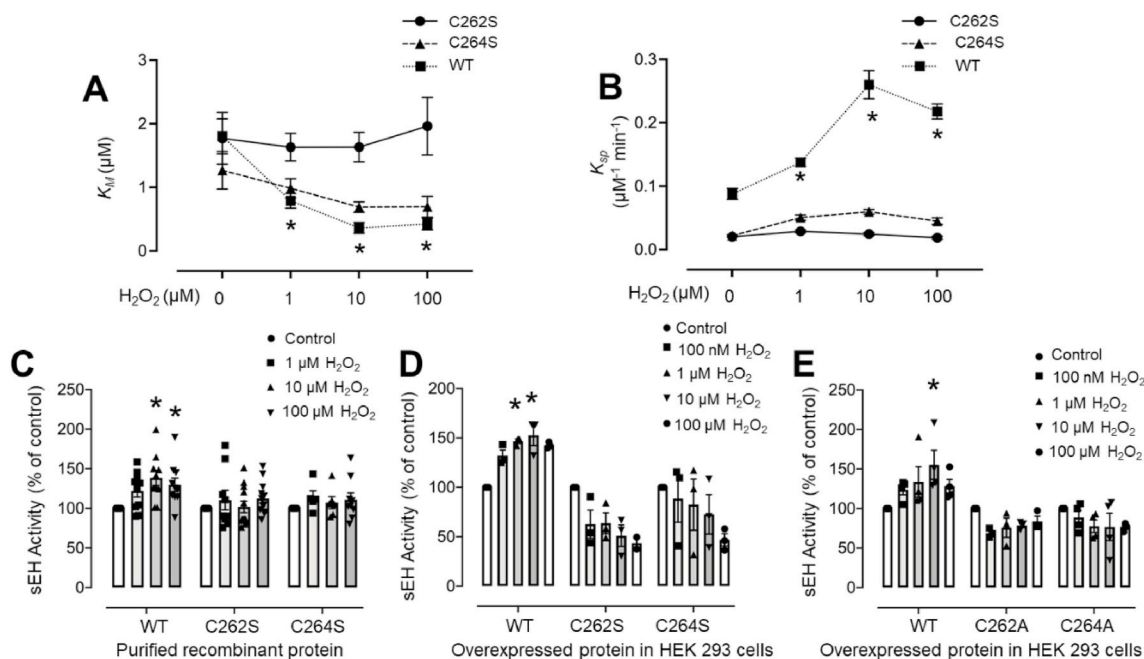 A
C262S
C264S
WT
K_M (µM)
3
2
1
0
H₂O₂ (µM)
0
1
10
100
B
C262S
C264S
WT
K_sp
(µM⁻¹ min⁻¹)
0.3
0.2
0.1
0.0
H₂O₂ (µM)
0
1
10
100
C
Control
1 µM H₂O₂
10 µM H₂O₂
100 µM H₂O₂
sEH Activity (% of control)
250
200
150
100
50
0
*
*
WT
C262S
C264S
Purified recombinant protein
D
Control
100 nM H₂O₂
1 µM H₂O₂
10 µM H₂O₂
100 µM H₂O₂
sEH Activity (% of control)
200
150
100
50
0
*
*
WT
C262S
C264S
Overexpressed protein in HEK 293 cells
E
Control
100 nM H₂O₂
1 µM H₂O₂
10 µM H₂O₂
100 µM H₂O₂
sEH Activity (% of control)
250
200
150
100
50
0
*
WT
C262A
C264A
Overexpressed protein in HEK 293 cells